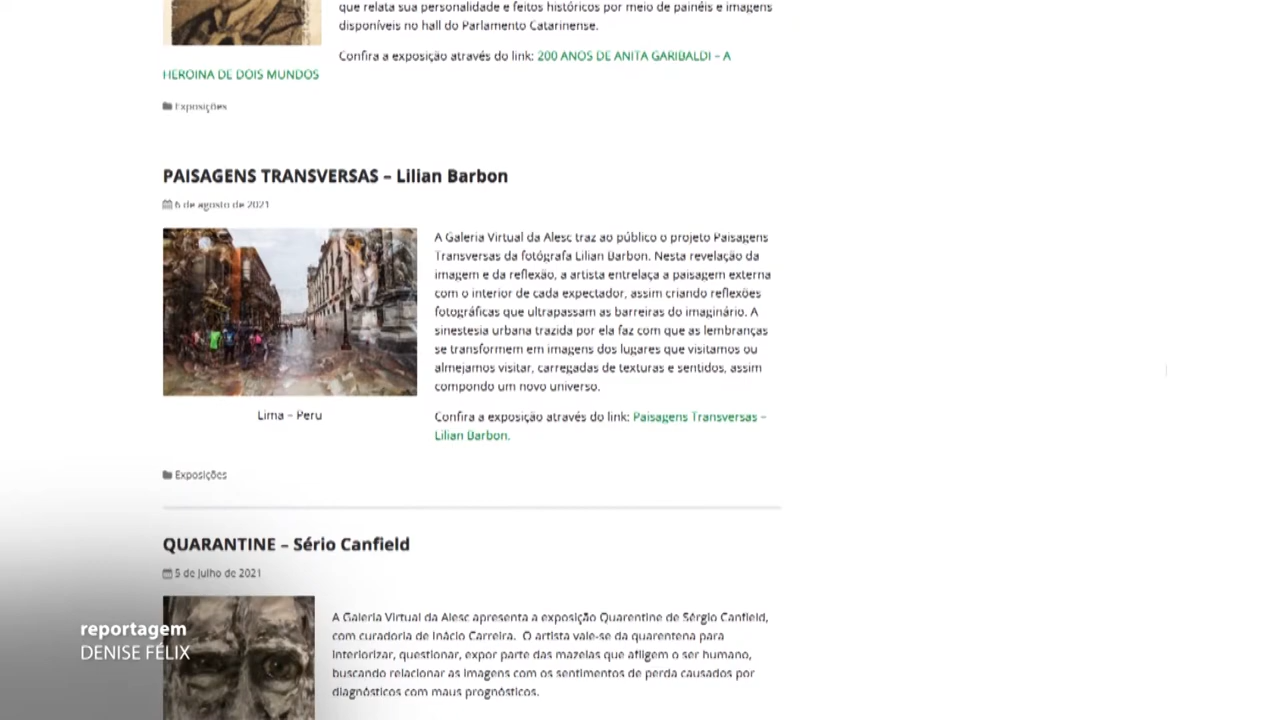 que relata sua personalidade e feitos históricos por meio de painéis e imagens
disponíveis no hall do Parlamento Catarinense.
Confira a exposição através do link: 200 ANOS DE ANITA GARIBALDI – A
HEROINA DE DOIS MUNDOS
Exposições
PAISAGENS TRANSVERSAS – Lilian Barbon
6 de agosto de 2021
A Galeria Virtual da Alesc traz ao público o projeto Paisagens
Transversas da fotógrafa Lilian Barbon. Nesta revelação da
imagem e da reflexão, a artista entrelaça a paisagem externa
com o interior de cada expectador, assim criando reflexões
fotográficas que ultrapassam as barreiras do imaginário. A
sinestesia urbana trazida por ela faz com que as lembranças
se transformem em imagens dos lugares que visitamos ou
almejamos visitar, carregadas de texturas e sentidos, assim
compondo um novo universo.
Lima – Peru
Confira a exposição através do link: Paisagens Transversas –
Lilian Barbon.
Exposições
QUARANTINE – Sério Canfield
5 de julho de 2021
A Galeria Virtual da Alesc apresenta a exposição Quarentine de Sérgio Canfield,
com curadoria de Inácio Carreira. O artista vale-se da quarentena para
interiorizar, questionar, expor parte das mazelas que afligem o ser humano,
buscando relacionar as imagens com os sentimentos de perda causados por
diagnósticos com maus prognósticos.
reportagem
DENISE FÉLIX